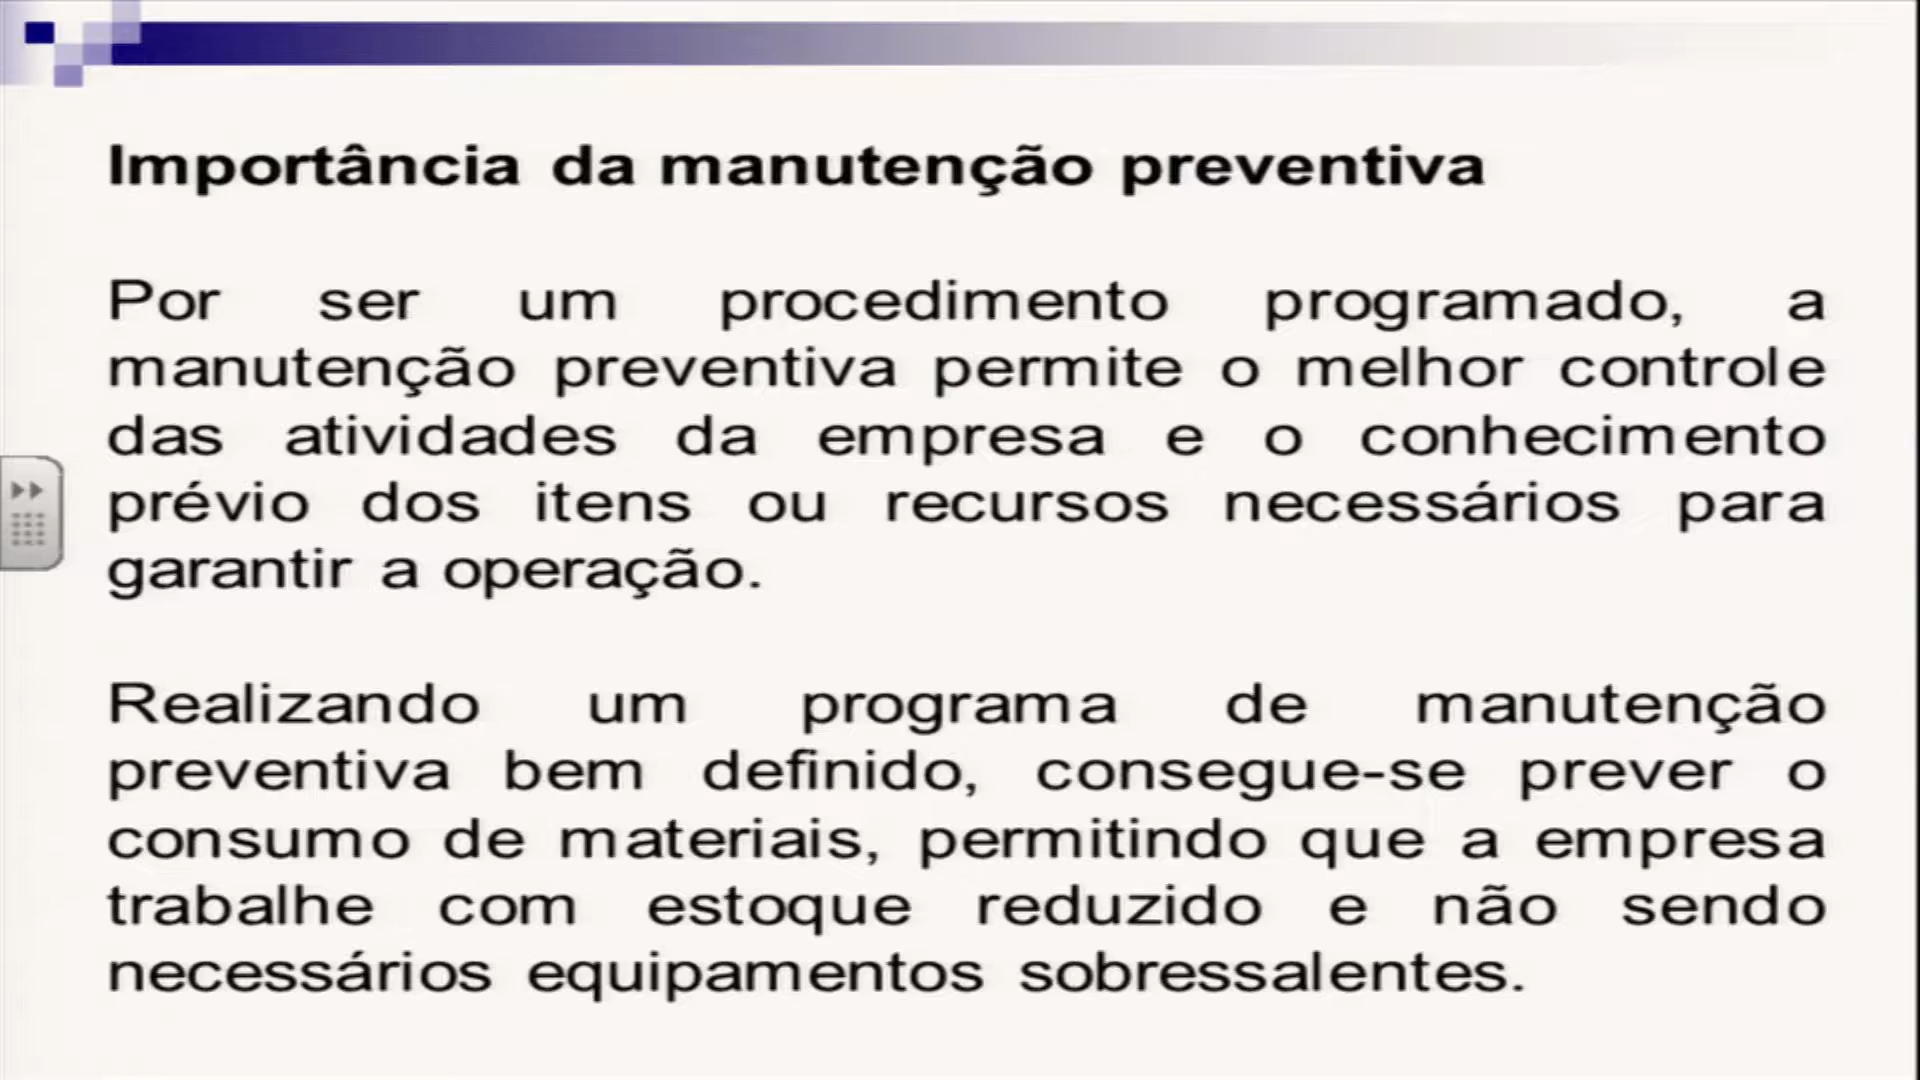 Importância da manutenção preventiva
Por ser um procedimento programado, a
manutenção preventiva permite o melhor controle
das atividades da empresa e o conhecimento
prévio dos itens ou recursos necessários para
garantir a operação.
Realizando um programa de manutenção
preventiva bem definido, consegue-se prever o
consumo de materiais, permitindo que a empresa
trabalhe com estoque reduzido e não sendo
necessários equipamentos sobressalentes.